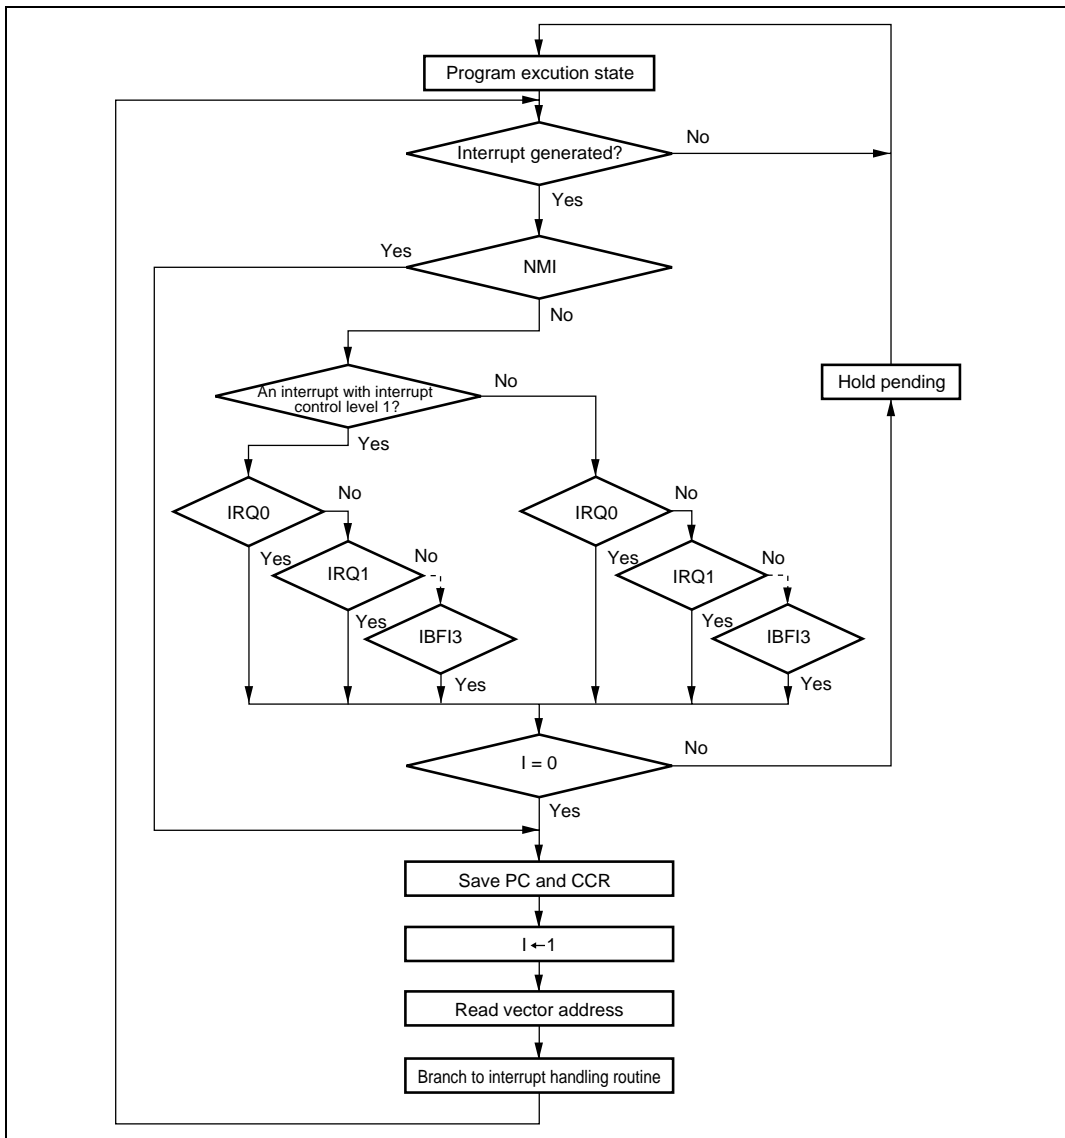 Program excution state
Interrupt generated?
No
Yes
Yes
NMI
No
An interrupt with interrupt
control level 1?
No
Hold pending
Yes
IRQ0
No
IRQ0
No
Yes
IRQ1
No
Yes
IRQ1
No
Yes
IBFI3
Yes
IBFI3
Yes
Yes
I = 0
No
Yes
Save PC and CCR
I ←1
Read vector address
Branch to interrupt handling routine